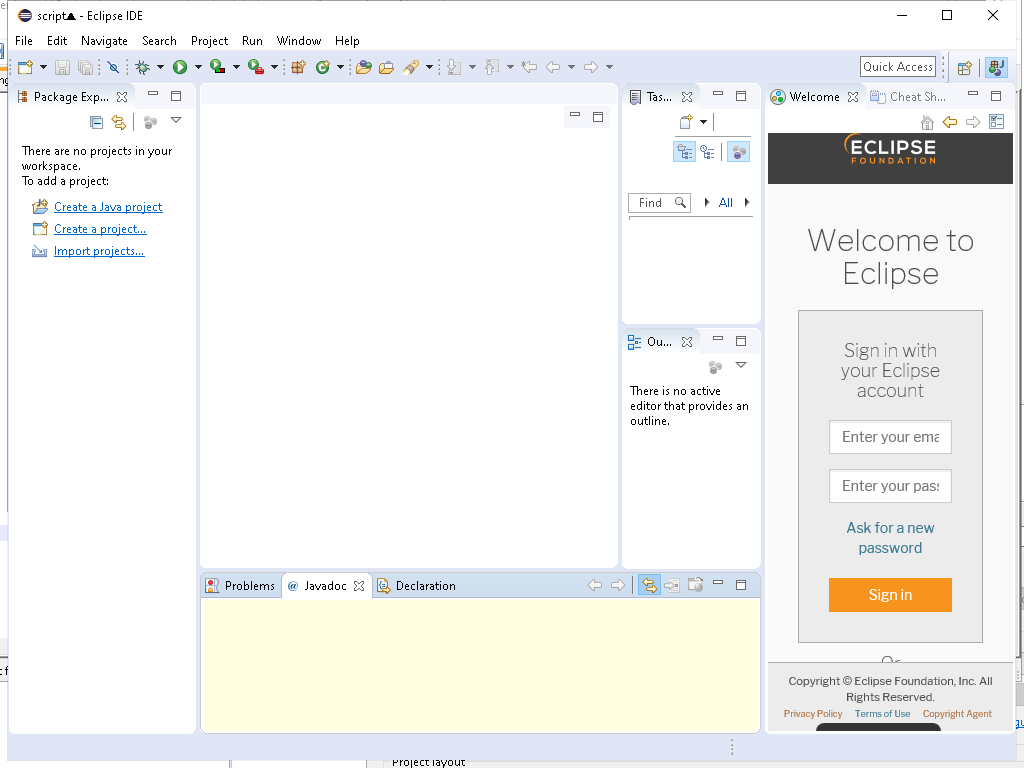 script▲ - Eclipse IDE
File Edit Navigate Search Project Run Window Help
Quick Access
Package Exp...
There are no projects in your
workspace.
To add a project:
Create a Java project
Create a project...
Import projects...
Tas...
Find
All
Ou...
There is no active
editor that provides an
outline.
Problems @ Javadoc Declaration
Welcome Cheat Sh...
ECLIPSE
FOUNDATION
Welcome to
Eclipse
Sign in with
your Eclipse
account
Enter your ema
Enter your pass
Ask for a new
password
Sign in
Or
Copyright © Eclipse Foundation, Inc. All
Rights Reserved.
Privacy Policy Terms of Use Copyright Agent
Project layout